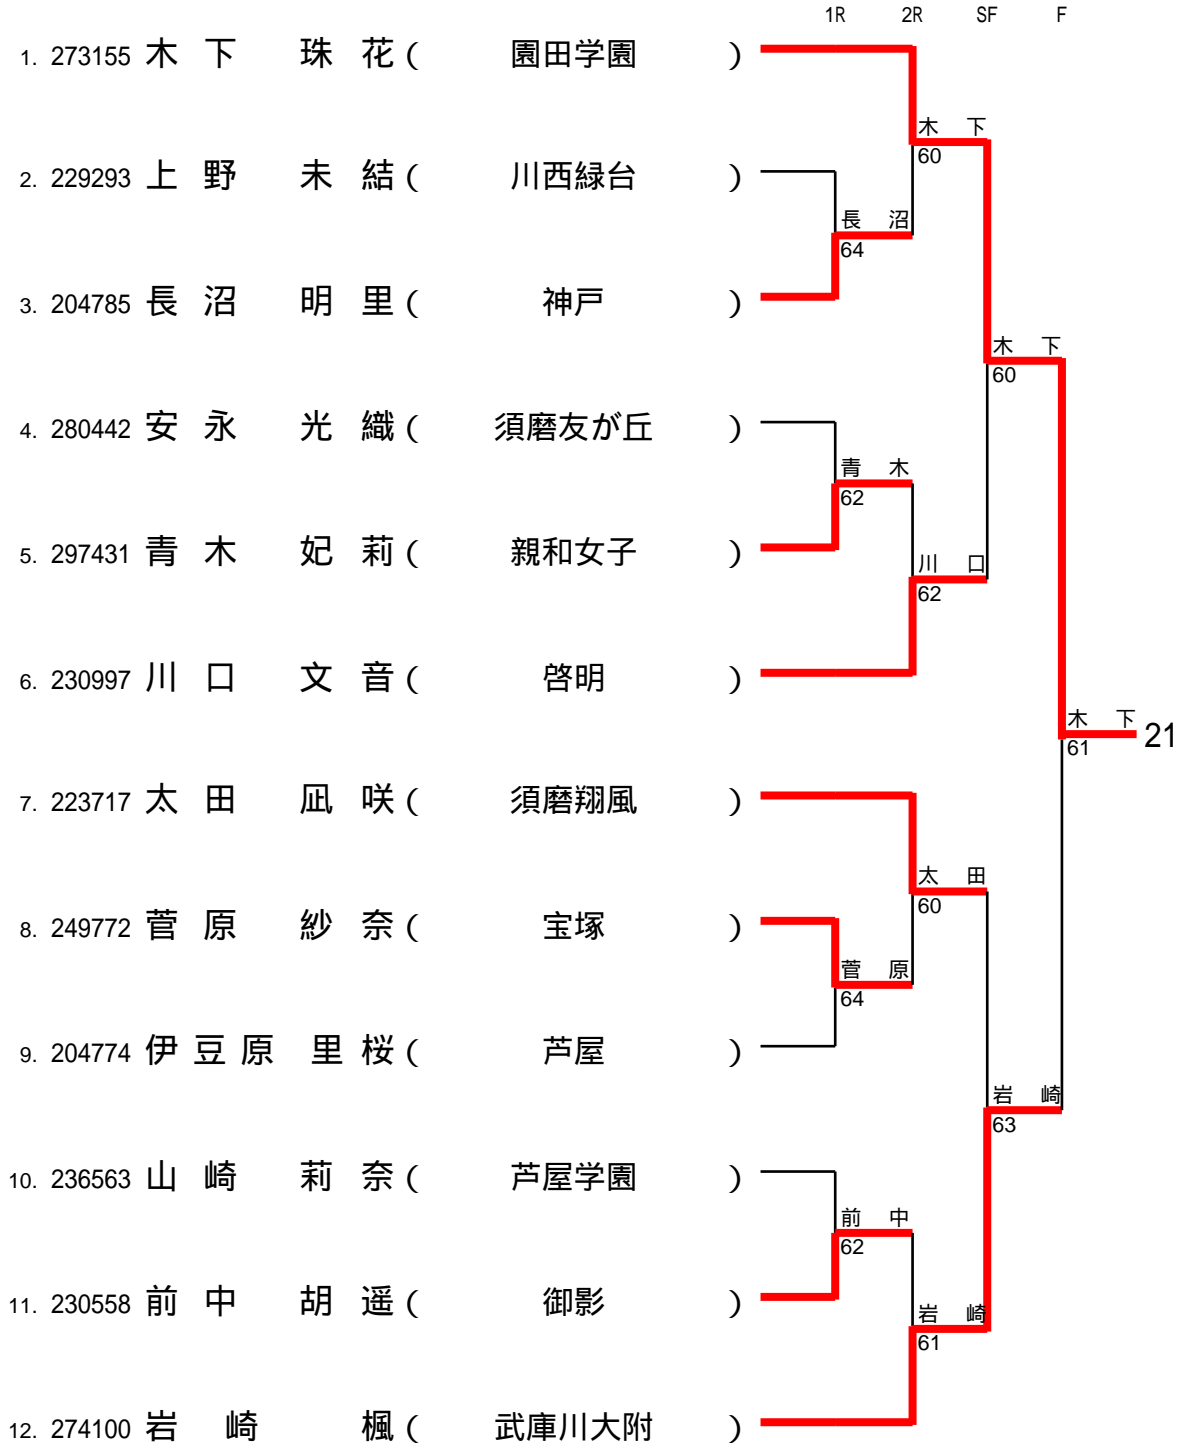 1R 2R SF F
1. 273155 木下 珠花 ( 園田学園 )
木下
60
2. 229293 上野 未結 ( 川西緑台 )
長沼
64
3. 204785 長沼 明里 ( 神戸 )
木下
60
4. 280442 安永 光織 ( 須磨友が丘 )
青木
62
5. 297431 青木 妃莉 ( 親和女子 )
川口
62
6. 230997 川口 文音 ( 啓明 )
木下
61 21
7. 223717 太田 凪咲 ( 須磨翔風 )
太田
60
8. 249772 菅原 紗奈 ( 宝塚 )
菅原
64
9. 204774 伊豆原 里桜 ( 芦屋 )
岩崎
63
10. 236563 山崎 莉奈 ( 芦屋学園 )
前中
62
11. 230558 前中 胡遥 ( 御影 )
岩崎
61
12. 274100 岩崎 楓 ( 武庫川大附 )